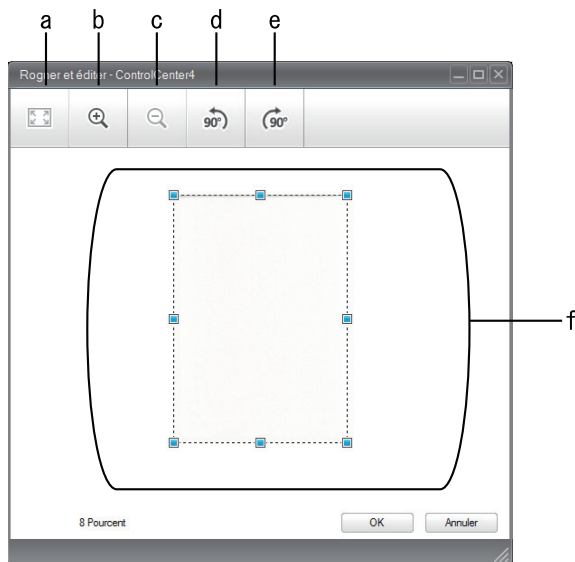 a b c d e
Rogner et éditer - ControlCenter4
90° 90°
f
8 Pourcent OK Annuler